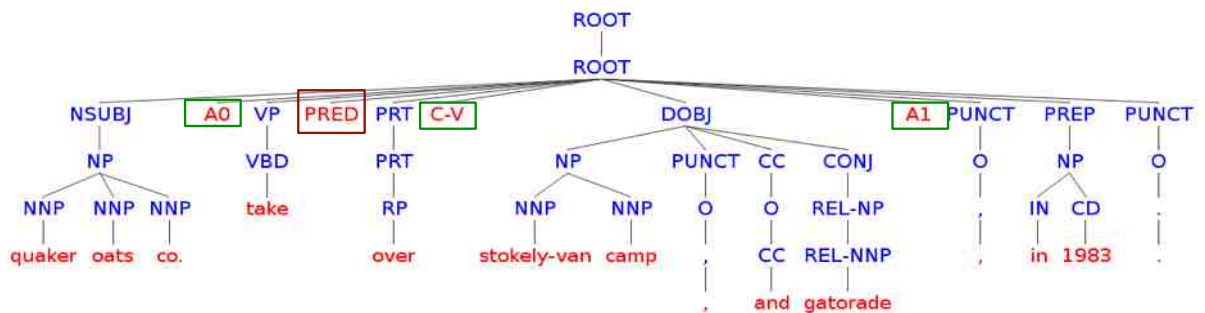 ROOT
ROOT
NSUBJ A0 VP PRED PRT C-V DOBJ A1 PUNCT PREP PUNCT
NP VBD PRT NP PUNCT CC CONJ O NP O
NNP NNP NNP take RP NNP NNP O O REL-NP , IN CD .
quaker oats co. over stokely-van camp , CC REL-NNP , in 1983 .
, and gatorade